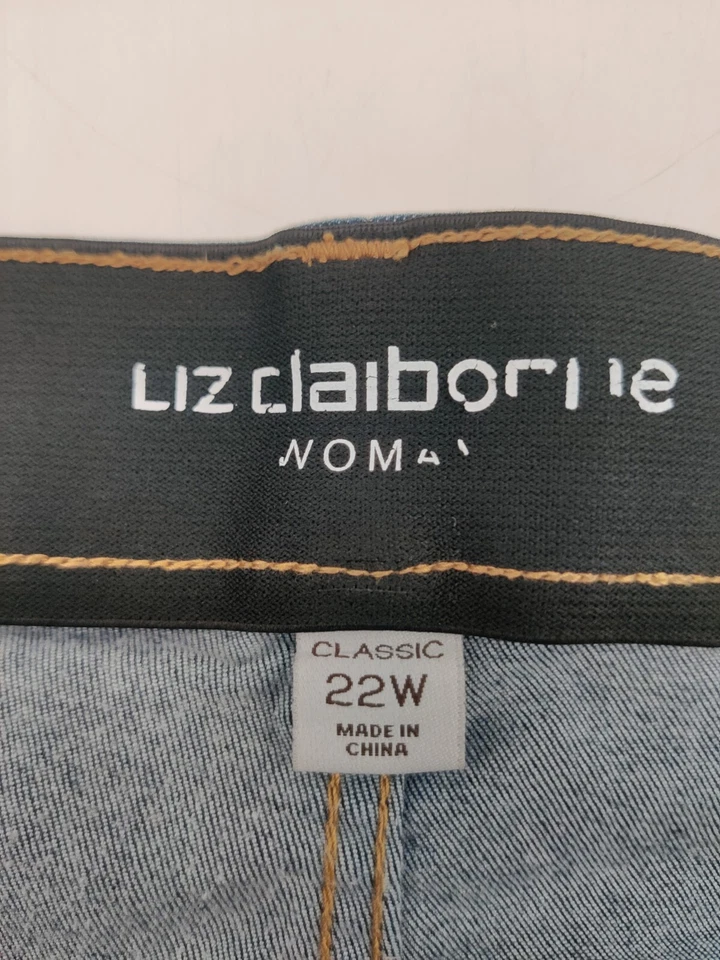 Liz claiborne
WOMAN
CLASSIC
22W
MADE IN
CHINA